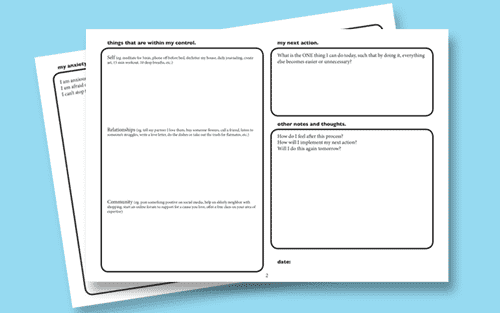 things that are within my control.
Self (eg. meditate for 5min, phone off before bed, declutter my house, daily journaling, count
set, 15 min workout, 10 deep breaths, etc.)
Relationships (eg. tell my parents I love them, buy someone flowers, call a friend, listen to
someone's struggles, write a love letter, do the dishes or take out the trash for flatmates, etc.)
Community (eg. post something positive on social media, help an elderly neighbor with
shopping, start an online forum to support for a cause you love, offer a free class on your area of
expertise)
my next action.
What is the ONE thing I can do today, such that by doing it, everything
else becomes easier or unnecessary?
other notes and thoughts.
How do I feel after this process?
How will I implement my next action?
Will I do this again tomorrow?
date:
2
my anxiety
I am anxious
I am afraid
I can't stop